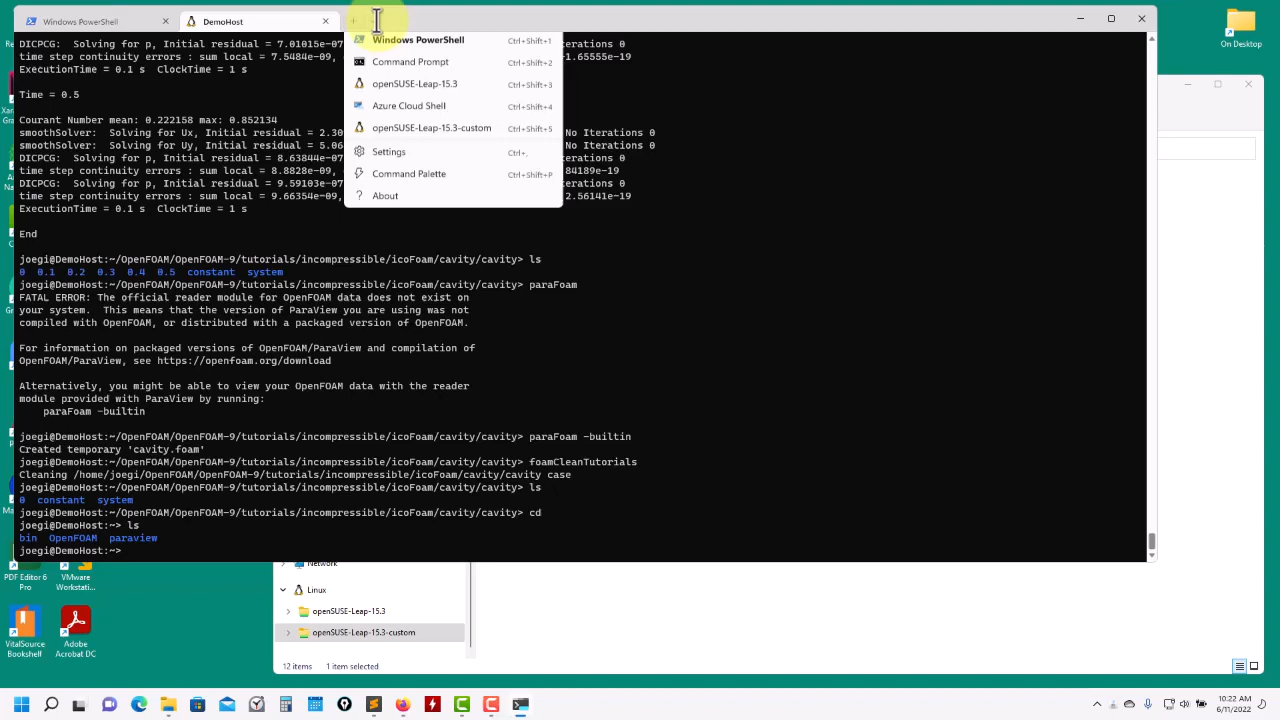 Windows PowerShell
DemoHost
On Desktop
DICPCG:  Solving for p, Initial residual = 7.01015e-07
terations 0
time step continuity errors : sum local = 7.5484e-09,
1.65555e-19
ExecutionTime = 0.1 s  ClockTime = 1 s
Time = 0.5
Courant Number mean: 0.222158 max: 0.852134
smoothSolver:  Solving for Ux, Initial residual = 2.30
No Iterations 0
smoothSolver:  Solving for Uy, Initial residual = 5.06
No Iterations 0
DICPCG:  Solving for p, Initial residual = 8.63844e-07
terations 0
time step continuity errors : sum local = 8.8828e-09,
84189e-19
DICPCG:  Solving for p, Initial residual = 9.59103e-07
terations 0
time step continuity errors : sum local = 9.66354e-09,
2.56141e-19
ExecutionTime = 0.1 s  ClockTime = 1 s
End
Windows PowerShell Ctrl+Shift+1
Command Prompt Ctrl+Shift+2
openSUSE-Leap-15.3 Ctrl+Shift+3
Azure Cloud Shell Ctrl+Shift+4
openSUSE-Leap-15.3-custom Ctrl+Shift+5
Settings Ctrl+,
Command Palette Ctrl+Shift+P
About
joegi@DemoHost:~/OpenFOAM/OpenFOAM-9/tutorials/incompressible/icoFoam/cavity/cavity> ls
0  0.1  0.2  0.3  0.4  0.5  constant  system
joegi@DemoHost:~/OpenFOAM/OpenFOAM-9/tutorials/incompressible/icoFoam/cavity/cavity> paraFoam
FATAL ERROR: The official reader module for OpenFOAM data does not exist on
your system.  This means that the version of ParaView you are using was not
compiled with OpenFOAM, or distributed with a packaged version of OpenFOAM.
For information on packaged versions of OpenFOAM/ParaView and compilation of
OpenFOAM/ParaView, see https://openfoam.org/download
Alternatively, you might be able to view your OpenFOAM data with the reader
module provided with ParaView by running:
paraFoam -builtin
joegi@DemoHost:~/OpenFOAM/OpenFOAM-9/tutorials/incompressible/icoFoam/cavity/cavity> paraFoam -builtin
Created temporary 'cavity.foam'
joegi@DemoHost:~/OpenFOAM/OpenFOAM-9/tutorials/incompressible/icoFoam/cavity/cavity> foamCleanTutorials
Cleaning /home/joegi/OpenFOAM/OpenFOAM-9/tutorials/incompressible/icoFoam/cavity/cavity case
joegi@DemoHost:~/OpenFOAM/OpenFOAM-9/tutorials/incompressible/icoFoam/cavity/cavity> ls
0  constant  system
joegi@DemoHost:~/OpenFOAM/OpenFOAM-9/tutorials/incompressible/icoFoam/cavity/cavity> cd
joegi@DemoHost:~> ls
bin  OpenFOAM  paraview
joegi@DemoHost:~>
Network
Linux
openSUSE-Leap-15.3
openSUSE-Leap-15.3-custom
12 items 1 item selected
PDF Editor 6
Pro
VMware
Workstati...
VitalSource
Bookshelf
Adobe
Acrobat DC
10:22 AM
6/11/2022